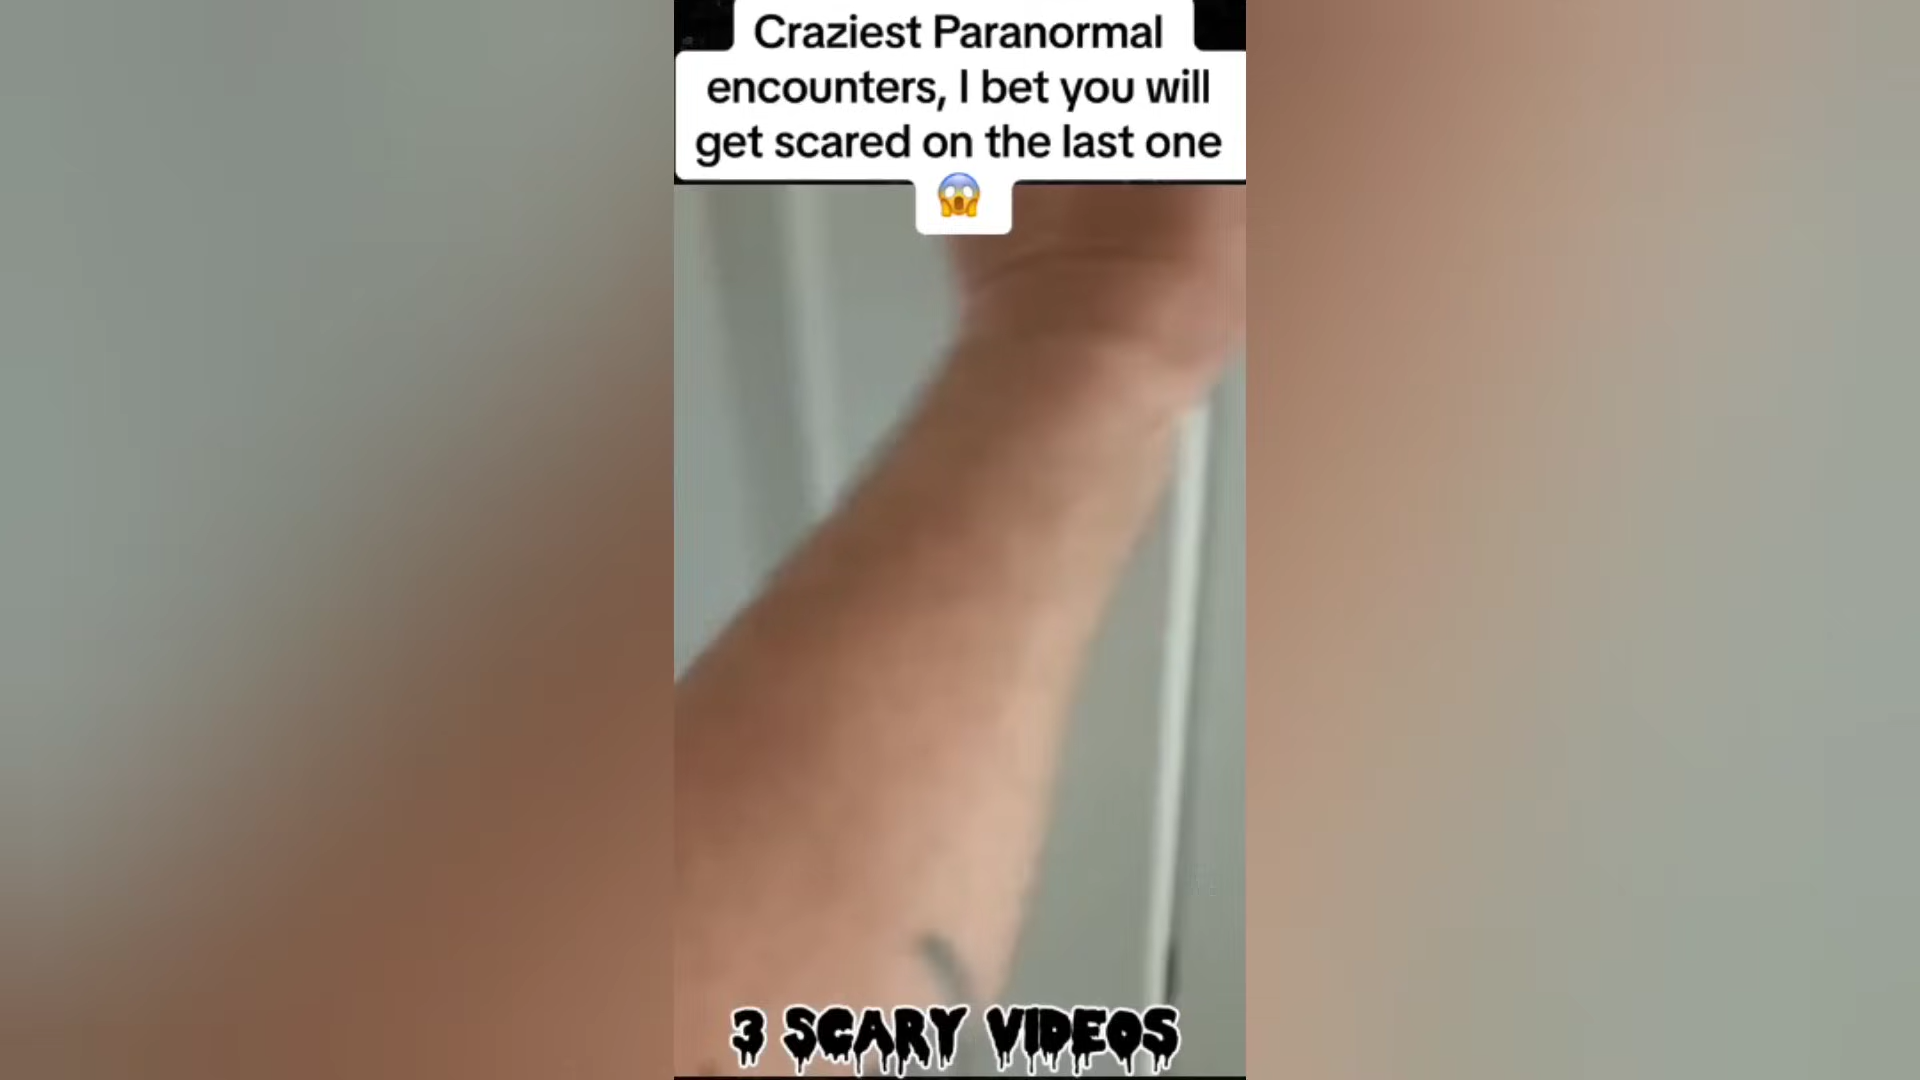 Craziest Paranormal
encounters, I bet you will
get scared on the last one
😱
3 SCARY VIDEOS